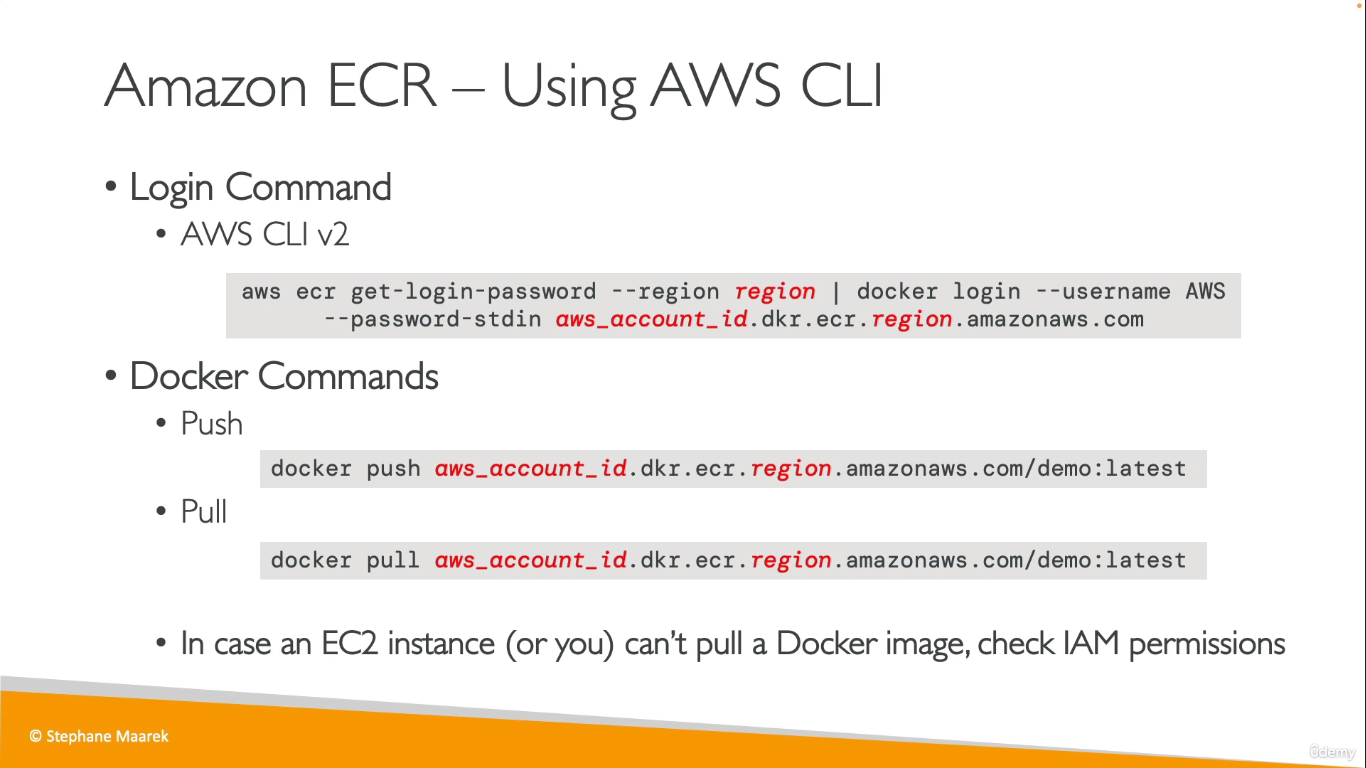 Amazon ECR – Using AWS CLI
• Login Command
• AWS CLI v2
aws ecr get-login-password --region region | docker login --username AWS
--password-stdin aws_account_id.dkr.ecr.region.amazonaws.com
• Docker Commands
• Push
docker push aws_account_id.dkr.ecr.region.amazonaws.com/demo:latest
• Pull
docker pull aws_account_id.dkr.ecr.region.amazonaws.com/demo:latest
• In case an EC2 instance (or you) can’t pull a Docker image, check IAM permissions
© Stephane Maarek
ûdemy